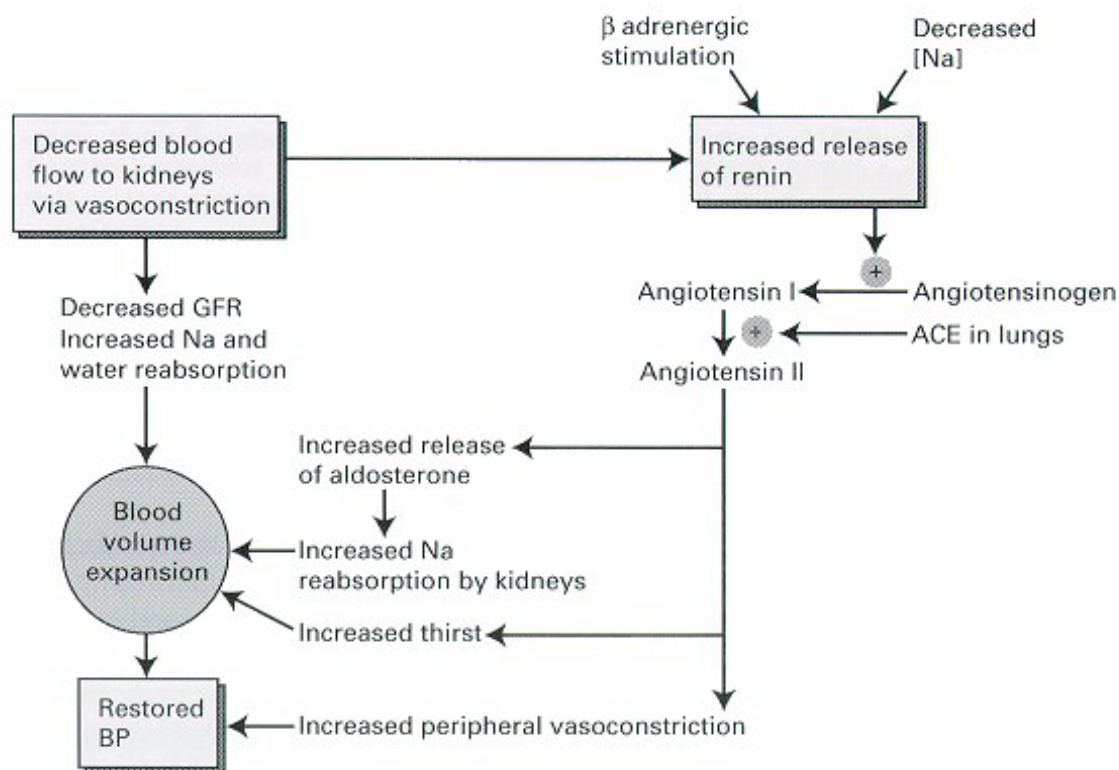 β adrenergic
stimulation
Decreased
[Na]
Decreased blood
flow to kidneys
via vasoconstriction
Increased release
of renin
+
Decreased GFR
Increased Na and
water reabsorption
Angiotensin I
Angiotensinogen
+
ACE in lungs
Angiotensin II
Increased release
of aldosterone
Blood
volume
expansion
Increased Na
reabsorption by kidneys
Increased thirst
Restored
BP
Increased peripheral vasoconstriction